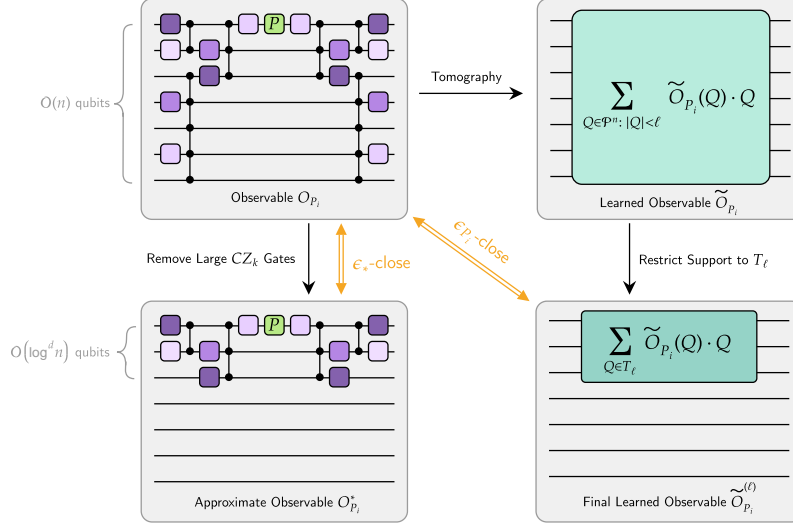 P
O(n) qubits
Observable O_{P_i}
Tomography
∑_{Q∈𝒫^n: |Q|<ℓ} Õ_{P_i}(Q) · Q
Learned Observable Õ_{P_i}
Remove Large CZ_k Gates
ϵ_*-close
ϵ_{P_i}-close
Restrict Support to T_ℓ
P
O(log^d n) qubits
Approximate Observable O^*_{P_i}
∑_{Q∈T_ℓ} Õ_{P_i}(Q) · Q
Final Learned Observable Õ^{(ℓ)}_{P_i}